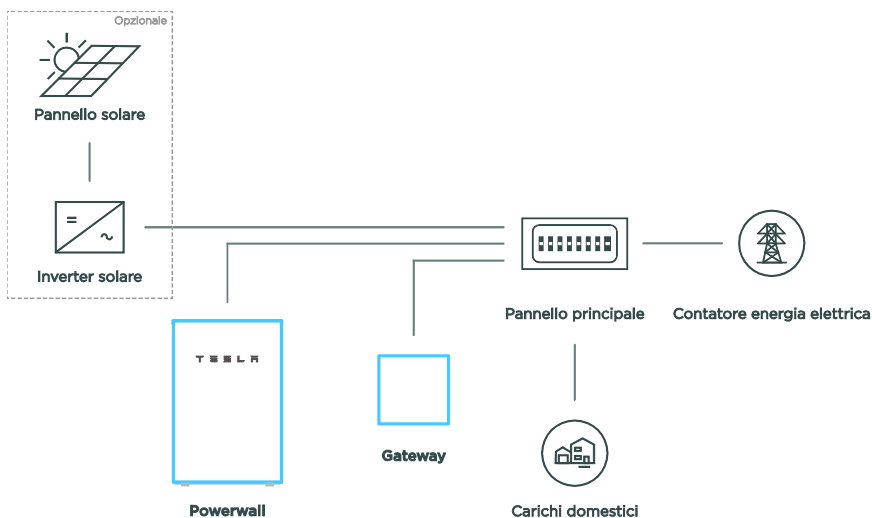 Opzionale
Pannello solare
Inverter solare
Pannello principale
Contatore energia elettrica
TESLA
Gateway
Powerwall
Carichi domestici